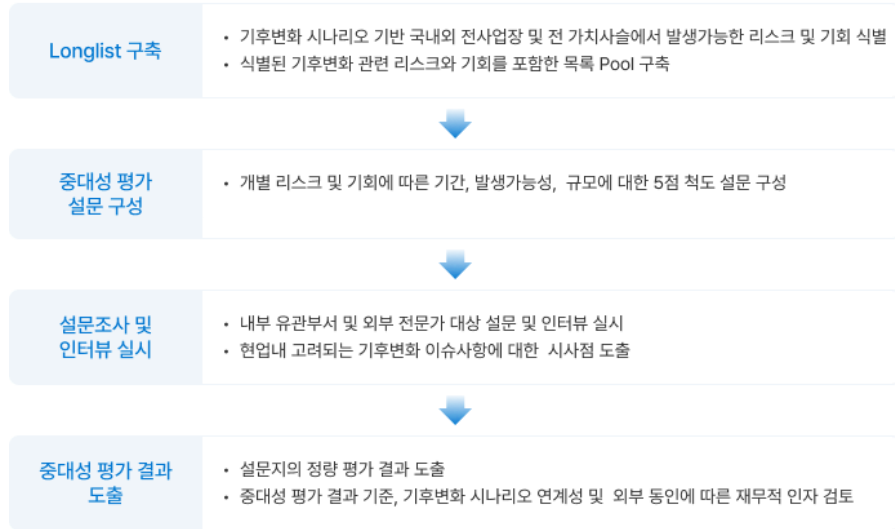 Longlist 구축
• 기후변화 시나리오 기반 국내외 전사업장 및 전 가치사슬에서 발생가능한 리스크 및 기회 식별
• 식별된 기후변화 관련 리스크와 기회를 포함한 목록 Pool 구축
중대성 평가
설문 구성
• 개별 리스크 및 기회에 따른 기간, 발생가능성, 규모에 대한 5점 척도 설문 구성
설문조사 및
인터뷰 실시
• 내부 유관부서 및 외부 전문가 대상 설문 및 인터뷰 실시
• 현업내 고려되는 기후변화 이슈사항에 대한 시사점 도출
중대성 평가 결과
도출
• 설문지의 정량 평가 결과 도출
• 중대성 평가 결과 기준, 기후변화 시나리오 연계성 및 외부 동인에 따른 재무적 인자 검토